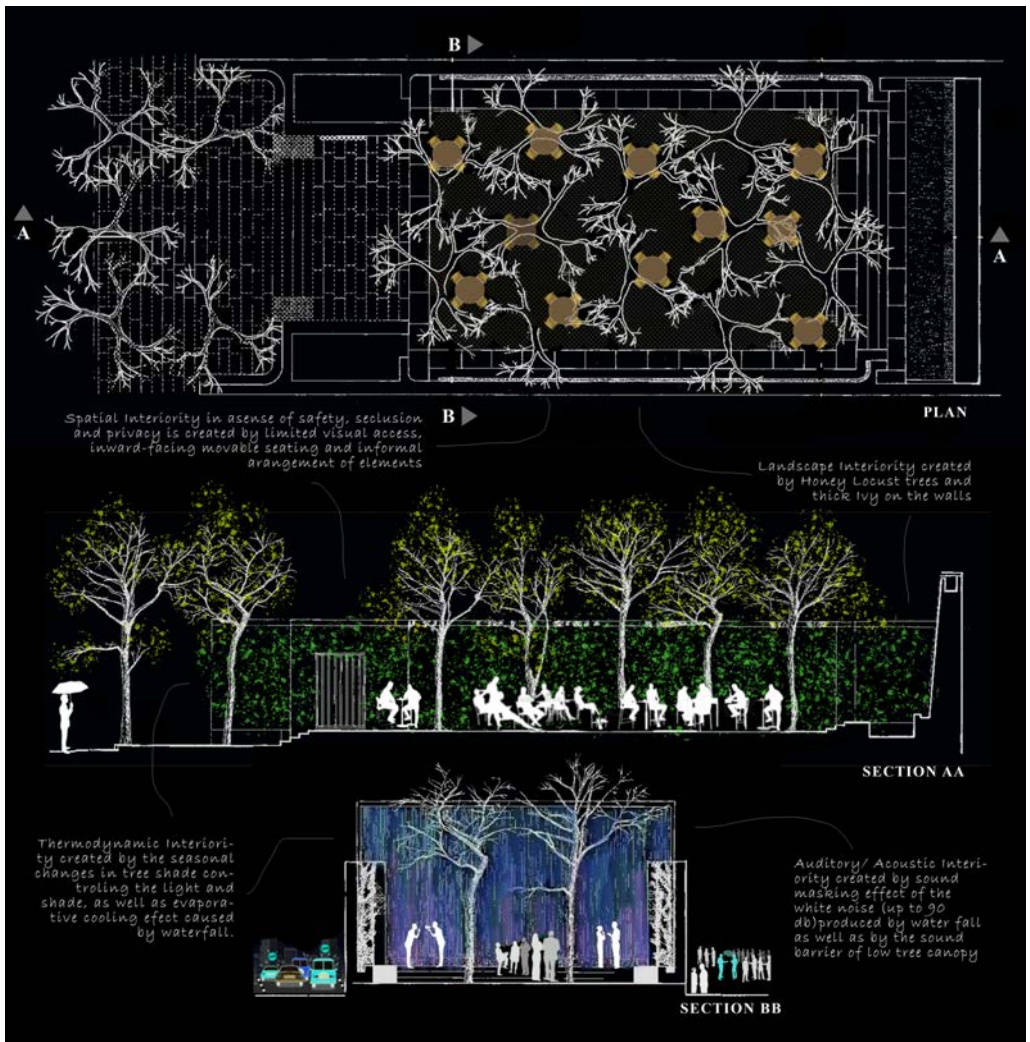 B
A
A
B
PLAN
Spatial Interiority in asense of safety, seclusion
and privacy is created by limited visual access,
inward-facing movable seating and informal
arangement of elements
Landscape Interiority created
by Honey Locust trees and
thick Ivy on the walls
SECTION AA
Thermodynamic Interiori-
ty created by the seasonal
changes in tree shade con-
troling the light and
shade, as well as evapora-
tive cooling efect caused
by waterfall.
Auditory/ Acoustic Interi-
ority created by sound
masking effect of the
white noise (up to 90
db)produced by water fall
as well as by the sound
barrier of low tree canopy
SECTION BB